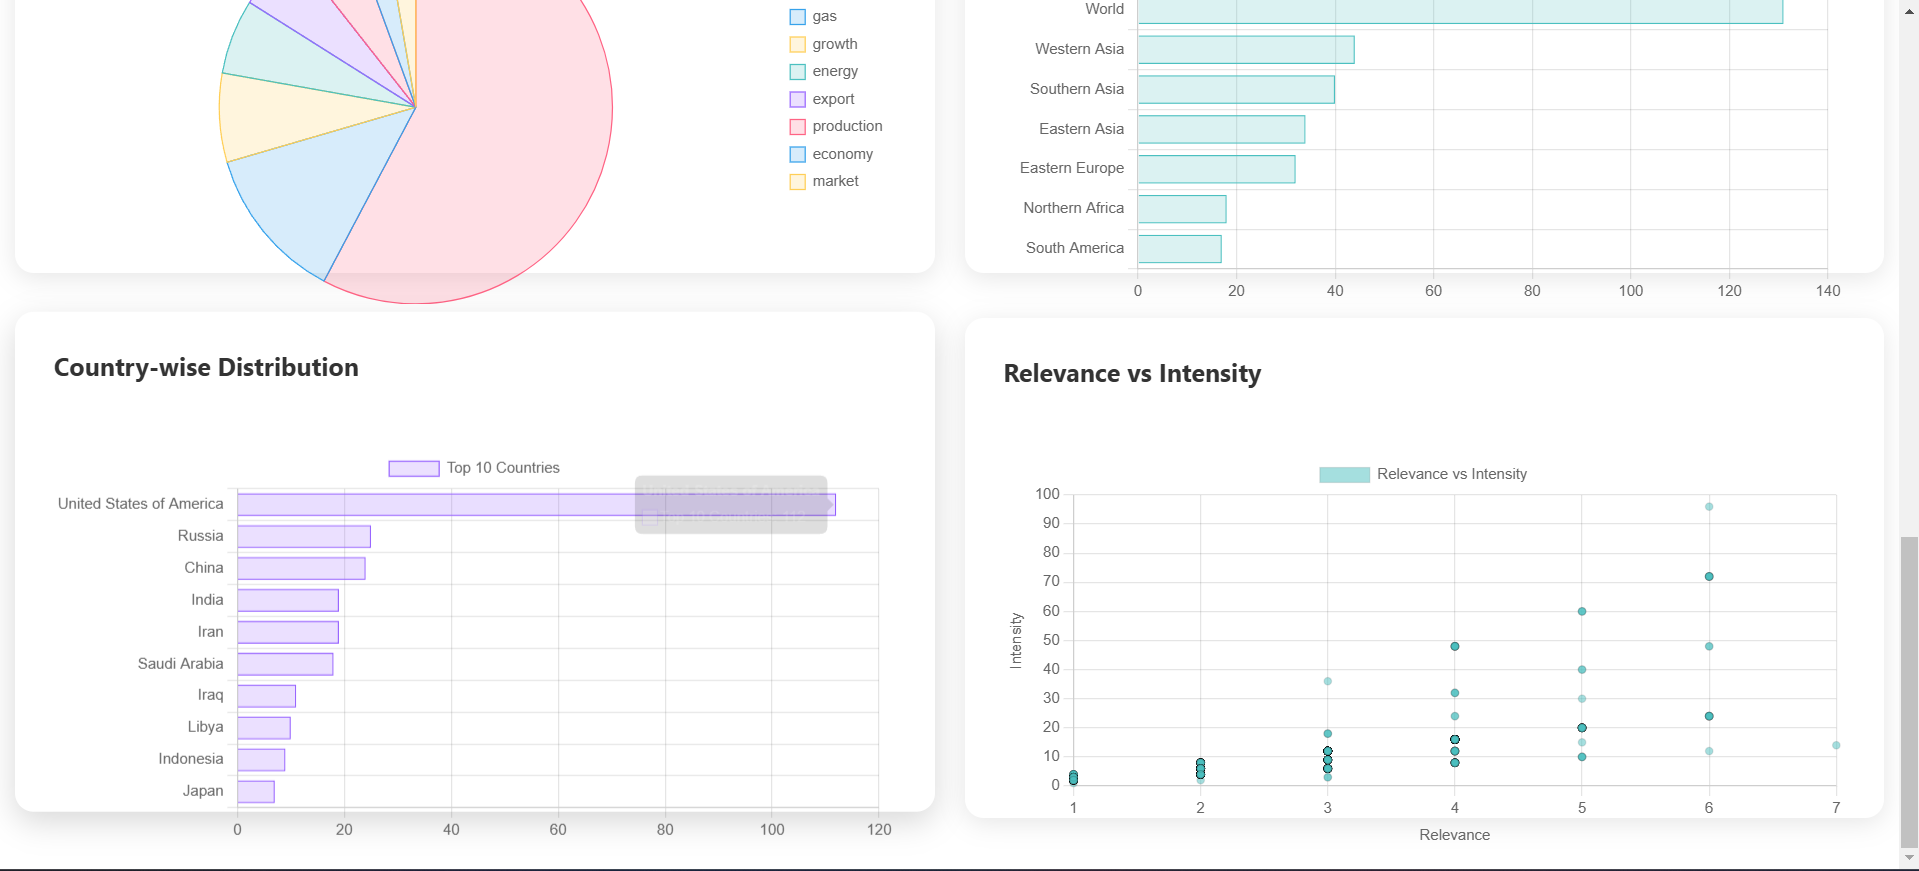 gas
growth
energy
export
production
economy
market
World
Western Asia
Southern Asia
Eastern Asia
Eastern Europe
Northern Africa
South America
0 20 40 60 80 100 120 140
Country-wise Distribution
Top 10 Countries
United States of America
Russia
China
India
Iran
Saudi Arabia
Iraq
Libya
Indonesia
Japan
0 20 40 60 80 100 120
Relevance vs Intensity
Relevance vs Intensity
100
90
80
70
60
50
40
30
20
10
0
Intensity
1 2 3 4 5 6 7
Relevance